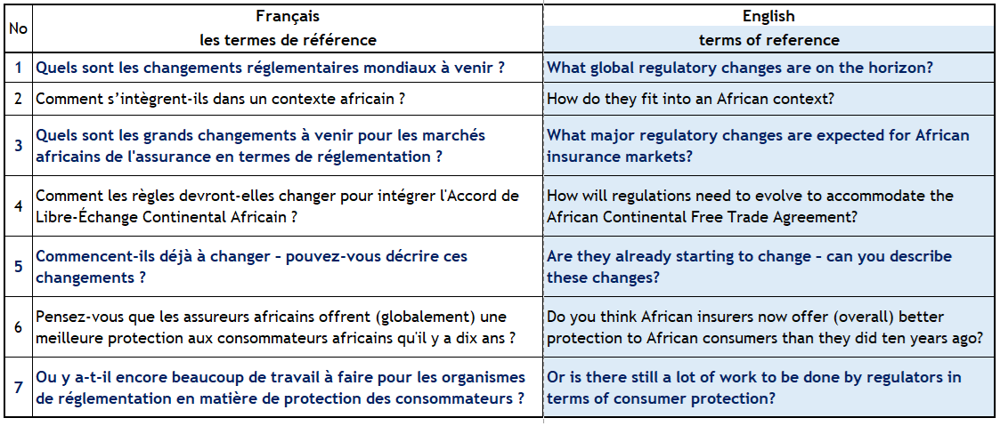 No
Français
les termes de référence
English
terms of reference
1
Quels sont les changements réglementaires mondiaux à venir ?
What global regulatory changes are on the horizon?
2
Comment s’intègrent-ils dans un contexte africain ?
How do they fit into an African context?
3
Quels sont les grands changements à venir pour les marchés
africains de l'assurance en termes de réglementation ?
What major regulatory changes are expected for African
insurance markets?
4
Comment les règles devront-elles changer pour intégrer l'Accord de
Libre-Échange Continental Africain ?
How will regulations need to evolve to accommodate the
African Continental Free Trade Agreement?
5
Commencent-ils déjà à changer – pouvez-vous décrire ces
changements ?
Are they already starting to change – can you describe
these changes?
6
Pensez-vous que les assureurs africains offrent (globalement) une
meilleure protection aux consommateurs africains qu'il y a dix ans ?
Do you think African insurers now offer (overall) better
protection to African consumers than they did ten years ago?
7
Ou y a-t-il encore beaucoup de travail à faire pour les organismes
de réglementation en matière de protection des consommateurs ?
Or is there still a lot of work to be done by regulators in
terms of consumer protection?